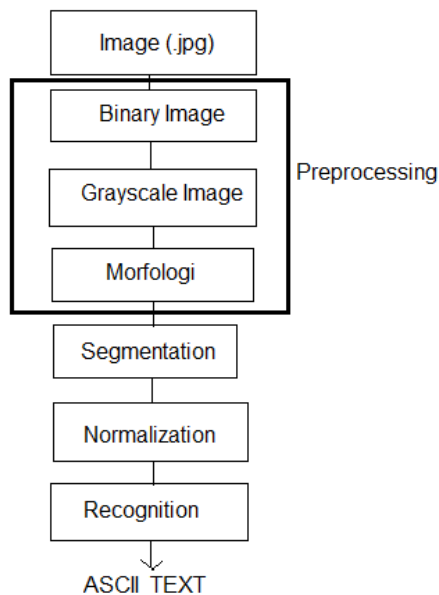 Image (.jpg)
Binary Image
Grayscale Image
Preprocessing
Morfologi
Segmentation
Normalization
Recognition
ASCII TEXT